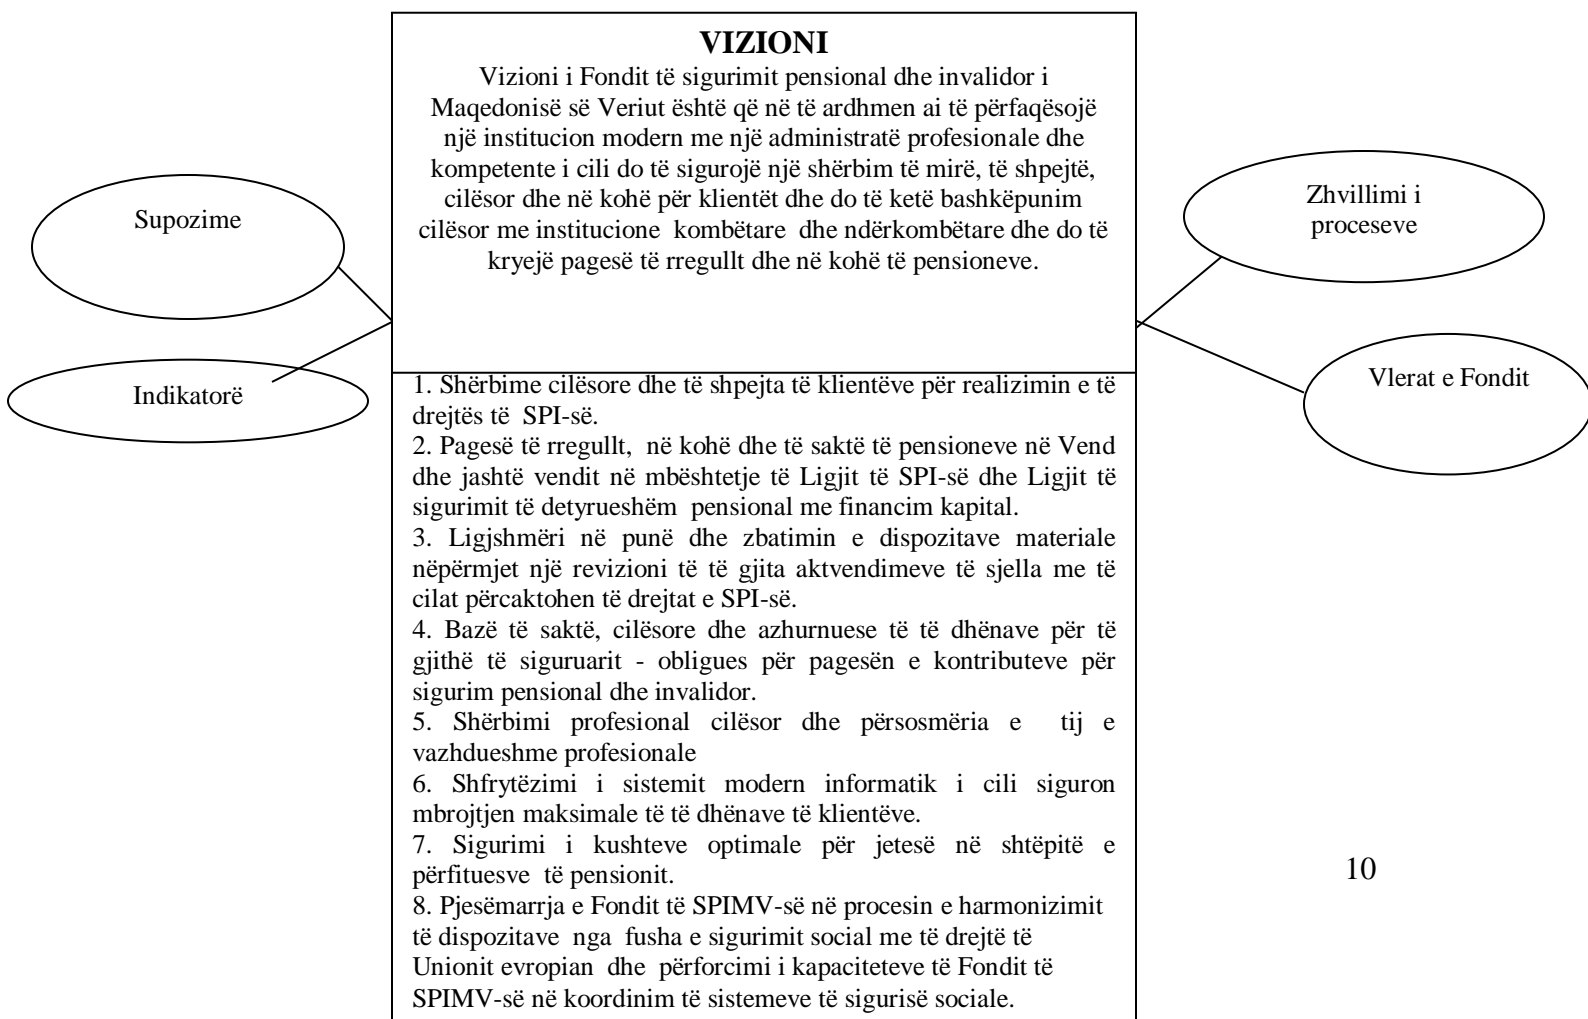 VIZIONI
Vizioni i Fondit të sigurimit pensional dhe invalidor i
Maqedonisë së Veriut është që në të ardhmen ai të përfaqësojë
një institucion modern me një administratë profesionale dhe
kompetente i cili do të sigurojë një shërbim të mirë, të shpejtë,
cilësor dhe në kohë për klientët dhe do të ketë bashkëpunim
cilësor me institucione kombëtare dhe ndërkombëtare dhe do të
kryejë pagesë të rregullt dhe në kohë të pensioneve.
Supozime
Indikatorë
Zhvillimi i
proceseve
Vlerat e Fondit
1. Shërbime cilësore dhe të shpejta të klientëve për realizimin e të
drejtës të SPI-së.
2. Pagesë të rregullt, në kohë dhe të saktë të pensioneve në Vend
dhe jashtë vendit në mbështetje të Ligjit të SPI-së dhe Ligjit të
sigurimit të detyrueshëm pensional me financim kapital.
3. Ligjshmëri në punë dhe zbatimin e dispozitave materiale
nëpërmjet një revizioni të të gjita aktvendimeve të sjella me të
cilat përcaktohen të drejtat e SPI-së.
4. Bazë të saktë, cilësore dhe azhurnuese të të dhënave për të
gjithë të siguruarit - obligues për pagesën e kontributeve për
sigurim pensional dhe invalidor.
5. Shërbimi profesional cilësor dhe përsosmëria e tij e
vazhdueshme profesionale
6. Shfrytëzimi i sistemit modern informatik i cili siguron
mbrojtjen maksimale të të dhënave të klientëve.
7. Sigurimi i kushteve optimale për jetesë në shtëpitë e
përfituesve të pensionit.
8. Pjesëmarrja e Fondit të SPIMV-së në procesin e harmonizimit
të dispozitave nga fusha e sigurimit social me të drejtë të
Unionit evropian dhe përforcimi i kapaciteteve të Fondit të
SPIMV-së në koordinim të sistemeve të sigurisë sociale.
10